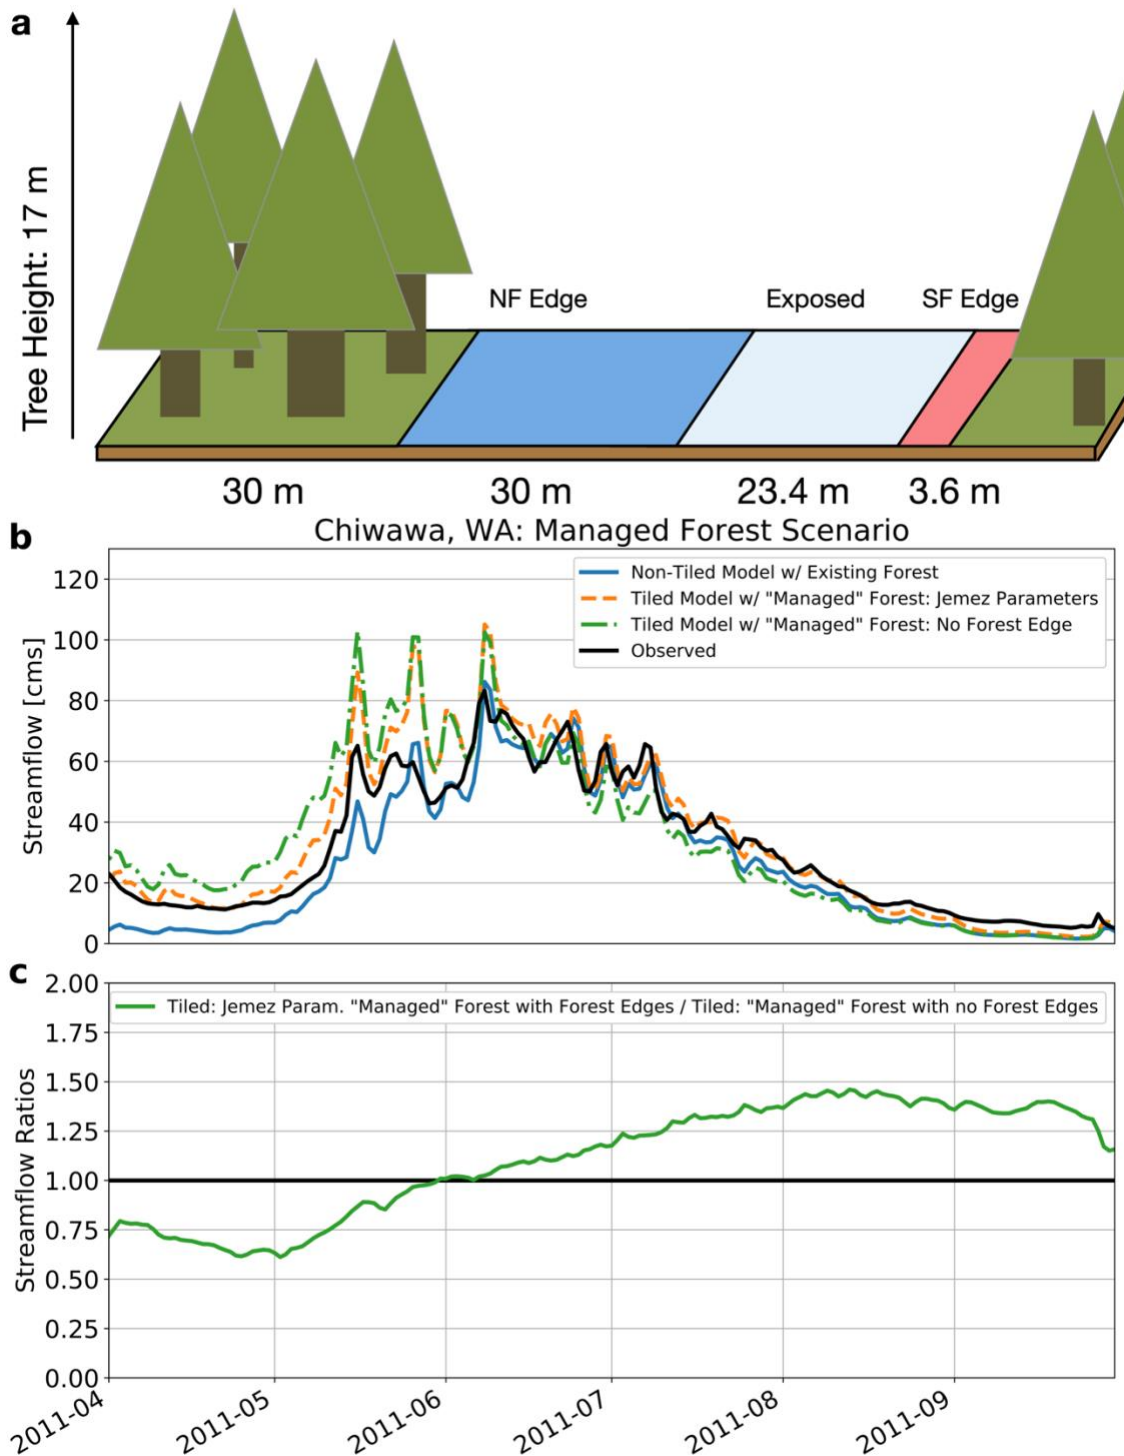 a
Tree Height: 17 m
NF Edge
Exposed
SF Edge
30 m
30 m
23.4 m
3.6 m
b
Chiwawa, WA: Managed Forest Scenario
Streamflow [cms]
120
100
80
60
40
20
0
Non-Tiled Model w/ Existing Forest
Tiled Model w/ "Managed" Forest: Jemez Parameters
Tiled Model w/ "Managed" Forest: No Forest Edge
Observed
c
Streamflow Ratios
2.00
1.75
1.50
1.25
1.00
0.75
0.50
0.25
0.00
Tiled: Jemez Param. "Managed" Forest with Forest Edges / Tiled: "Managed" Forest with no Forest Edges
2011-04
2011-05
2011-06
2011-07
2011-08
2011-09